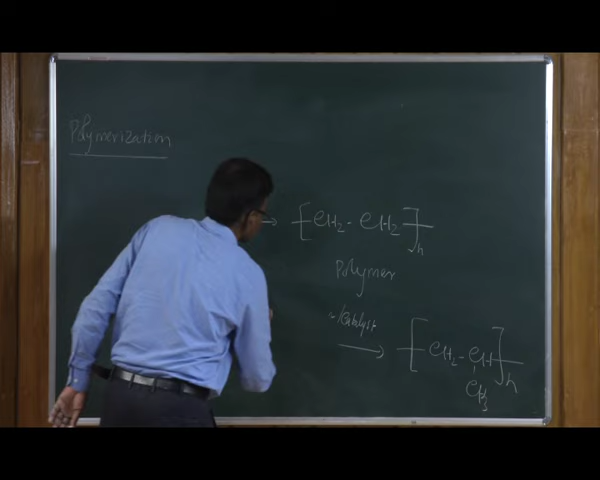 Polymerization
→ [CH2 - CH2]n
Polymer
/Catalyst
→ [CH2 - CH]n
CH3